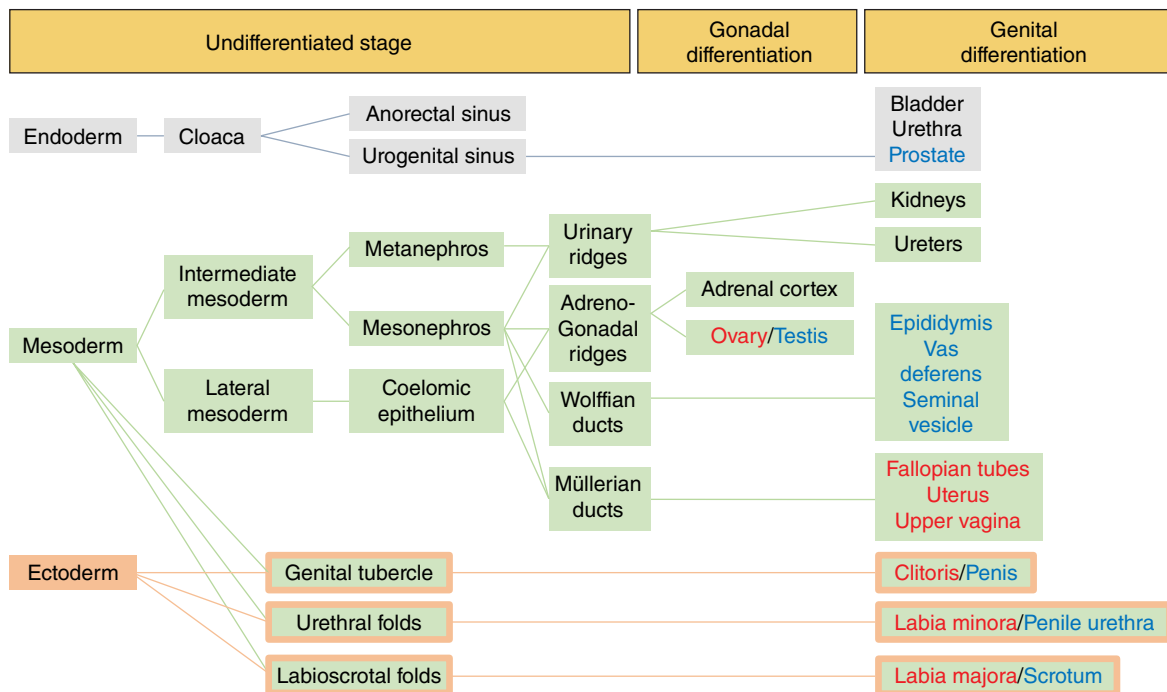 Undifferentiated stage
Gonadal
differentiation
Genital
differentiation
Endoderm
Cloaca
Anorectal sinus
Urogenital sinus
Bladder
Urethra
Prostate
Mesoderm
Intermediate
mesoderm
Lateral
mesoderm
Metanephros
Mesonephros
Coelomic
epithelium
Urinary
ridges
Adreno-
Gonadal
ridges
Wolffian
ducts
Müllerian
ducts
Adrenal cortex
Ovary/Testis
Kidneys
Ureters
Epididymis
Vas
deferens
Seminal
vesicle
Fallopian tubes
Uterus
Upper vagina
Ectoderm
Genital tubercle
Clitoris/Penis
Urethral folds
Labia minora/Penile urethra
Labioscrotal folds
Labia majora/Scrotum